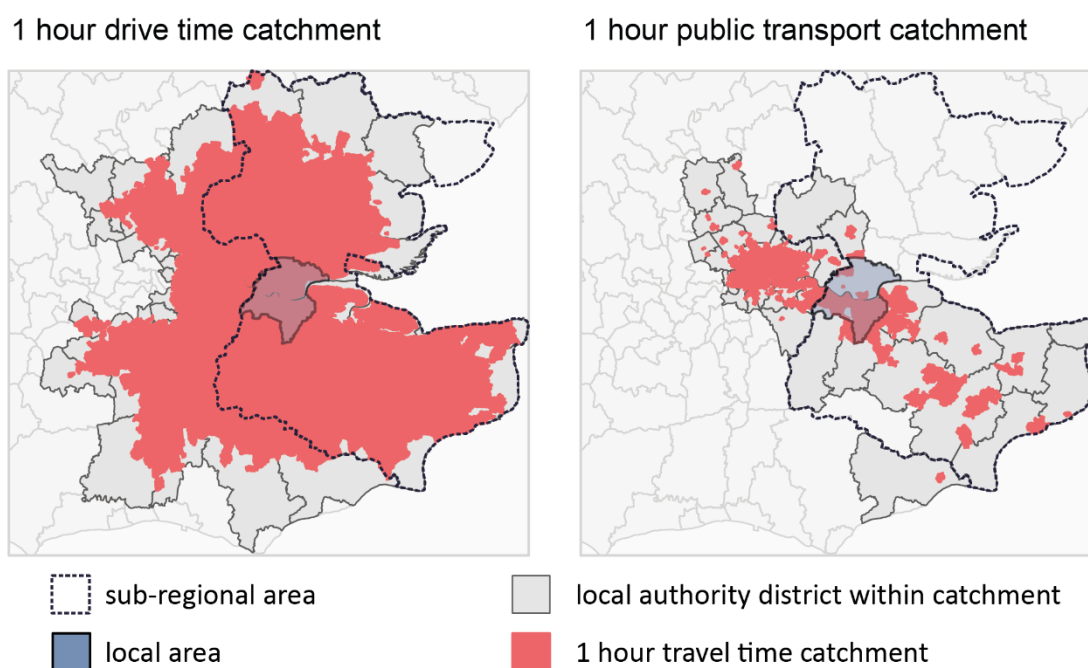 1 hour drive time catchment
1 hour public transport catchment
sub-regional area
local authority district within catchment
local area
1 hour travel time catchment